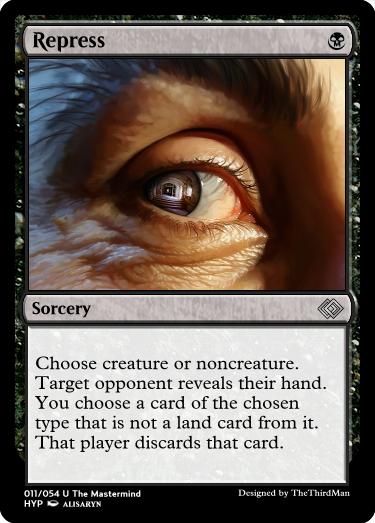 Repress
Sorcery
Choose creature or noncreature.
Target opponent reveals their hand.
You choose a card of the chosen
type that is not a land card from it.
That player discards that card.
011/054 U The Mastermind
Designed by TheThirdMan
HYP ALISARYN